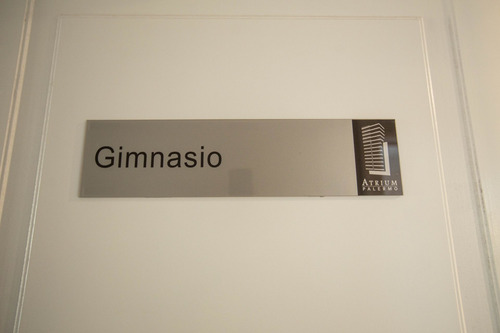 Gimnasio
ATRIUM
PALERMO